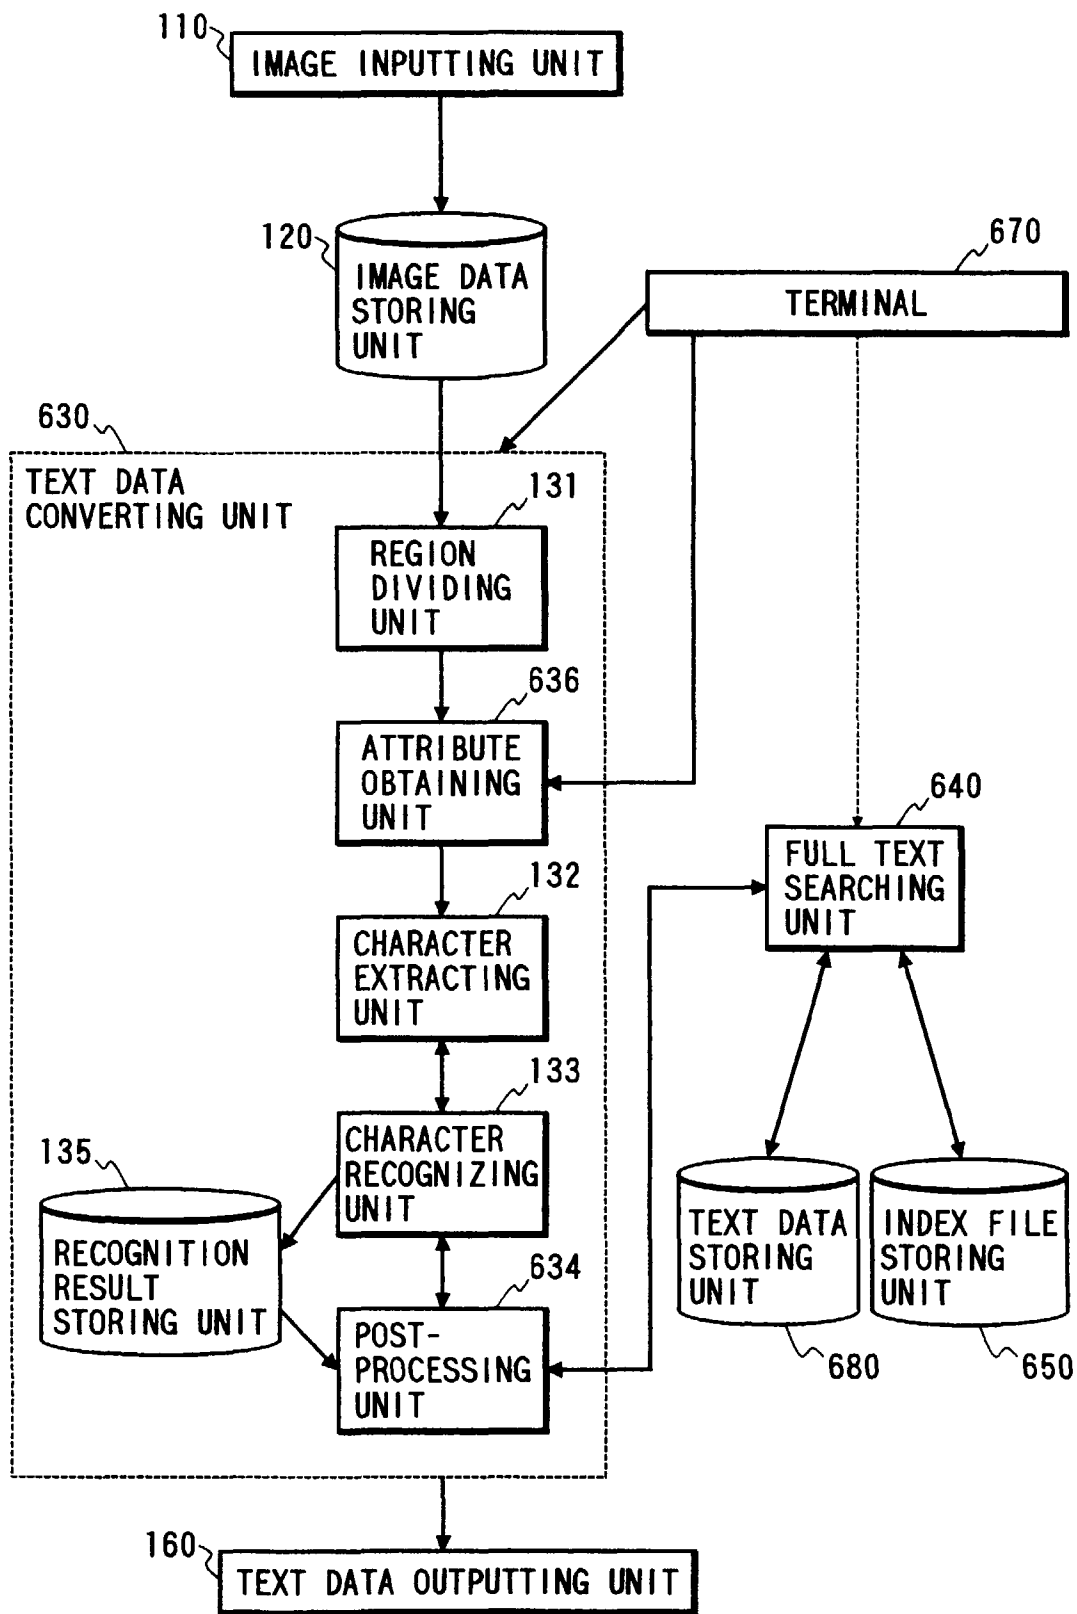 110
IMAGE INPUTTING UNIT
120
IMAGE DATA
STORING
UNIT
670
TERMINAL
630
TEXT DATA
CONVERTING UNIT
131
REGION
DIVIDING
UNIT
636
ATTRIBUTE
OBTAINING
UNIT
640
FULL TEXT
SEARCHING
UNIT
132
CHARACTER
EXTRACTING
UNIT
133
CHARACTER
RECOGNIZING
UNIT
135
RECOGNITION
RESULT
STORING UNIT
TEXT DATA
STORING
UNIT
680
INDEX FILE
STORING
UNIT
650
634
POST-
PROCESSING
UNIT
160
TEXT DATA OUTPUTTING UNIT